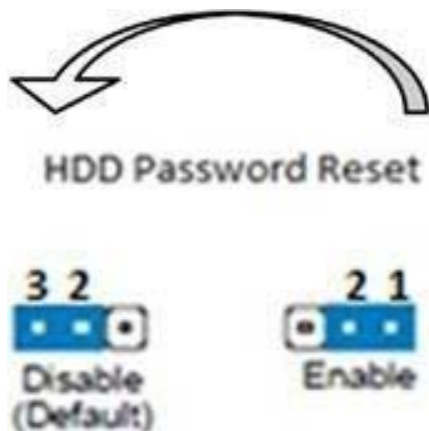 HDD Password Reset
3 2
2 1
Disable
(Default)
Enable